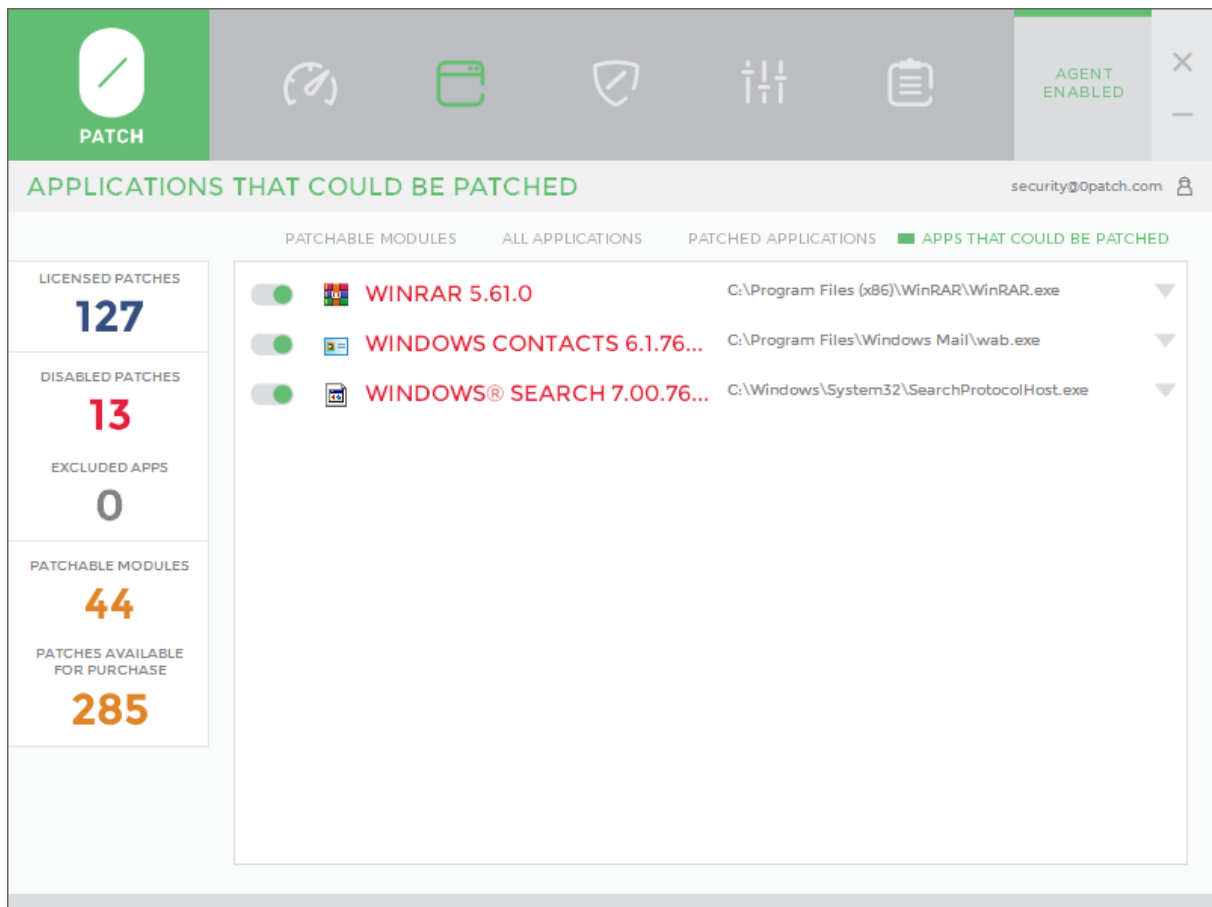 PATCH
AGENT
ENABLED
APPLICATIONS THAT COULD BE PATCHED
security@0patch.com
PATCHABLE MODULES
ALL APPLICATIONS
PATCHED APPLICATIONS
APPS THAT COULD BE PATCHED
LICENSED PATCHES
127
DISABLED PATCHES
13
EXCLUDED APPS
0
PATCHABLE MODULES
44
PATCHES AVAILABLE
FOR PURCHASE
285
WINRAR 5.61.0
C:\Program Files (x86)\WinRAR\WinRAR.exe
WINDOWS CONTACTS 6.1.76...
C:\Program Files\Windows Mail\wab.exe
WINDOWS® SEARCH 7.00.76...
C:\Windows\System32\SearchProtocolHost.exe